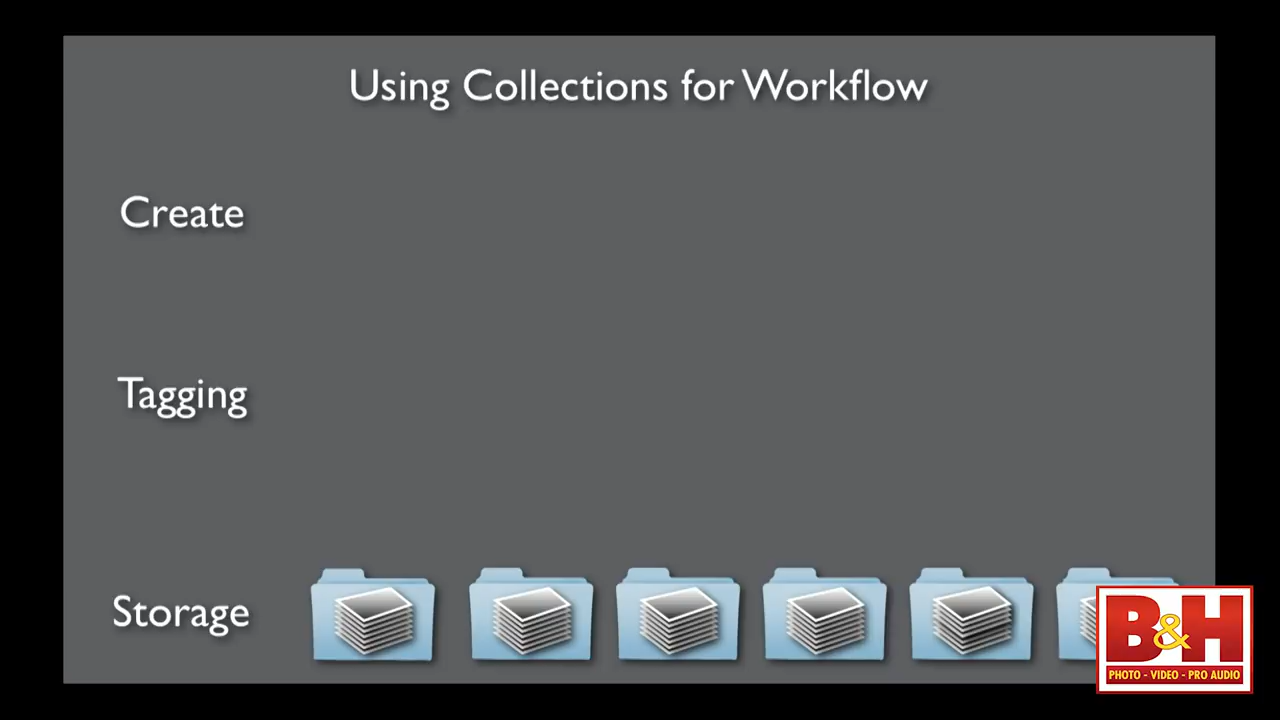 Using Collections for Workflow
Create
Tagging
Storage
B&H
PHOTO - VIDEO - PRO AUDIO